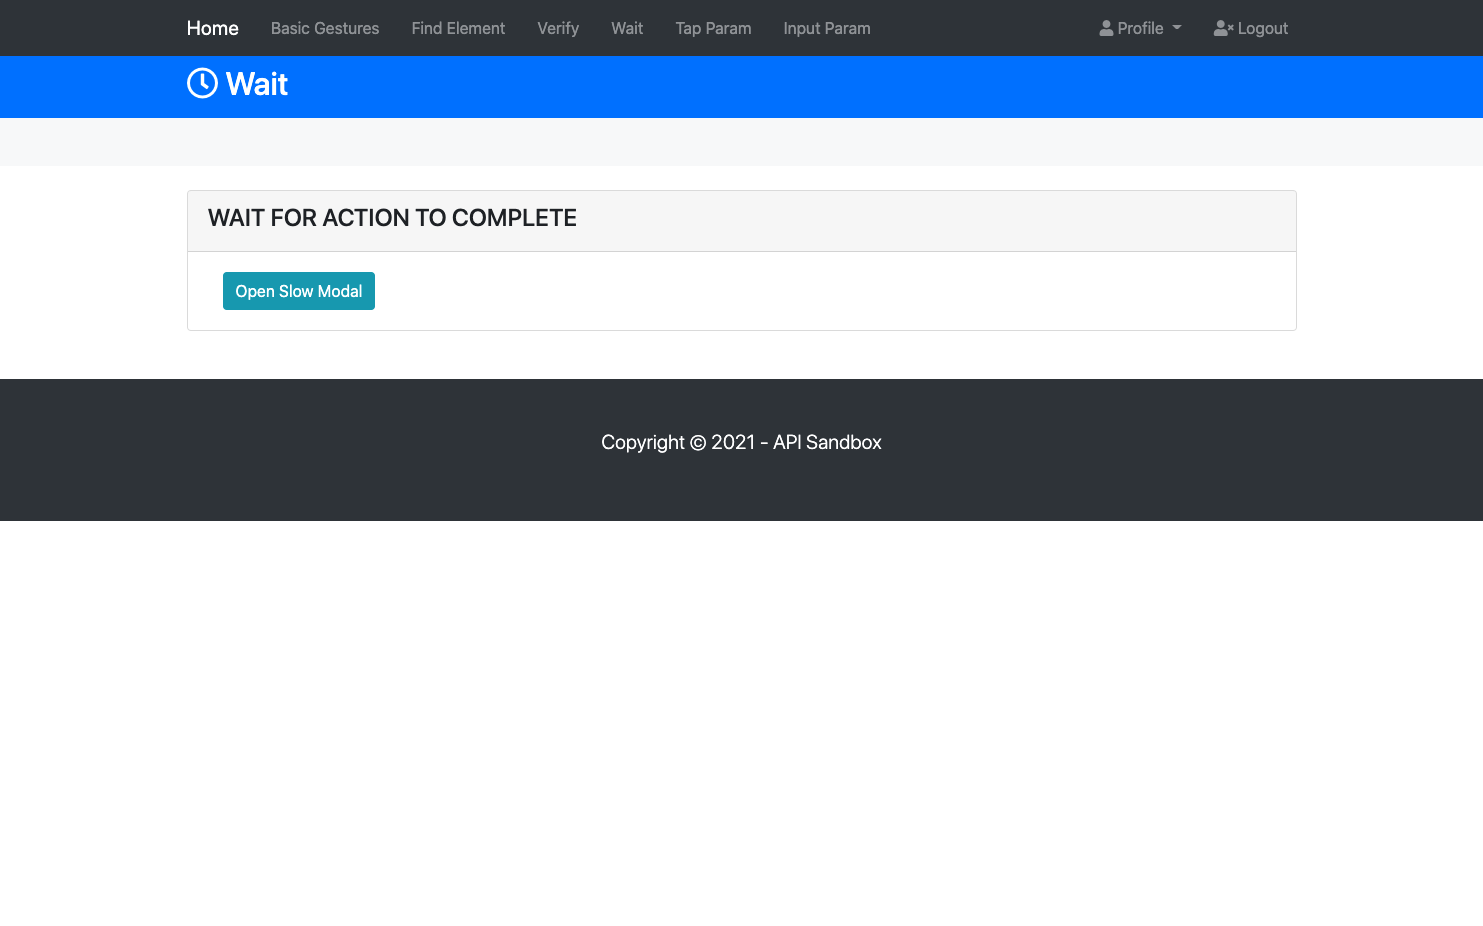 Home Basic Gestures Find Element Verify Wait Tap Param Input Param Profile Logout
Wait
WAIT FOR ACTION TO COMPLETE
Open Slow Modal
Copyright © 2021 - API Sandbox